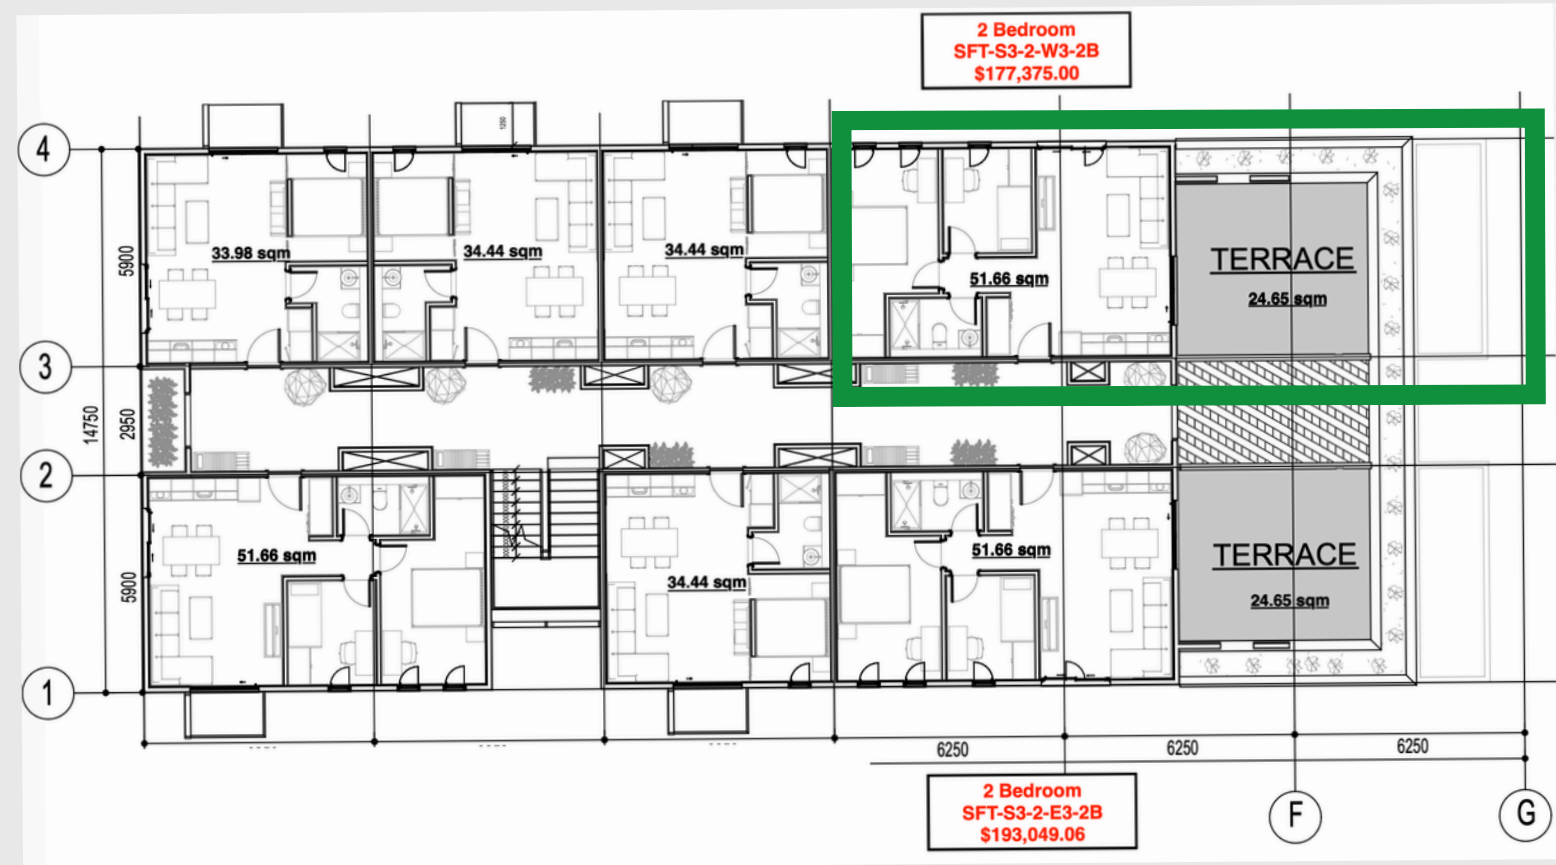 2 Bedroom
SFT-S3-2-W3-2B
$177,375.00
1250
4
33.98 sqm
34.44 sqm
34.44 sqm
51.66 sqm
TERRACE
24.65 sqm
5900
3
14750
2950
2
51.66 sqm
34.44 sqm
51.66 sqm
TERRACE
24.65 sqm
5900
1
6250
6250
6250
2 Bedroom
SFT-S3-2-E3-2B
$193,049.06
F
G